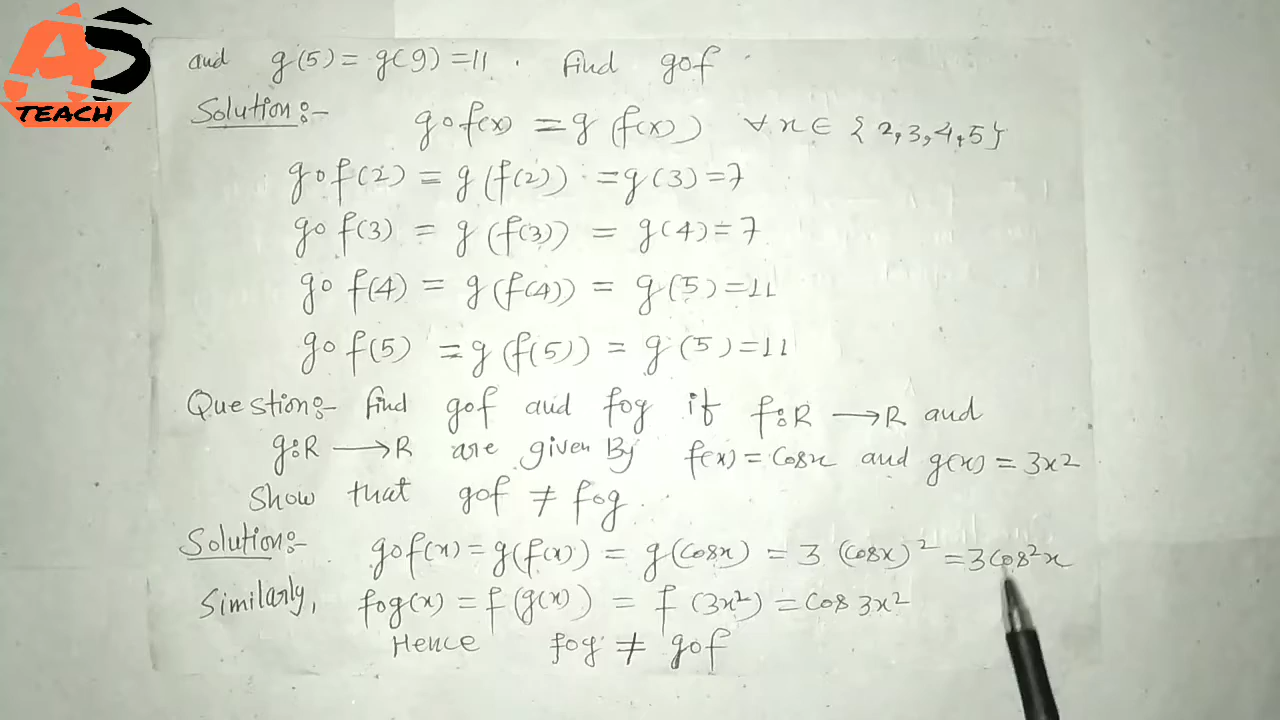 AS
TEACH
and g(5) = g(9) = 11 . find gof
Solution:- gof(x) = g(f(x)) ∀ x ∈ {2,3,4,5}
gof(2) = g(f(2)) = g(3) = 7
gof(3) = g(f(3)) = g(4) = 7
gof(4) = g(f(4)) = g(5) = 11
gof(5) = g(f(5)) = g(5) = 11
Question:- find gof and fog if f:R → R and
g:R → R are given By f(x) = Cosx and g(x) = 3x2
Show that gof ≠ fog.
Solution:- gof(x) = g(f(x)) = g(Cosx) = 3 (Cosx)² = 3cos²x
Similarly, fog(x) = f(g(x)) = f(3x²) = Cos 3x²
Hence fog ≠ gof